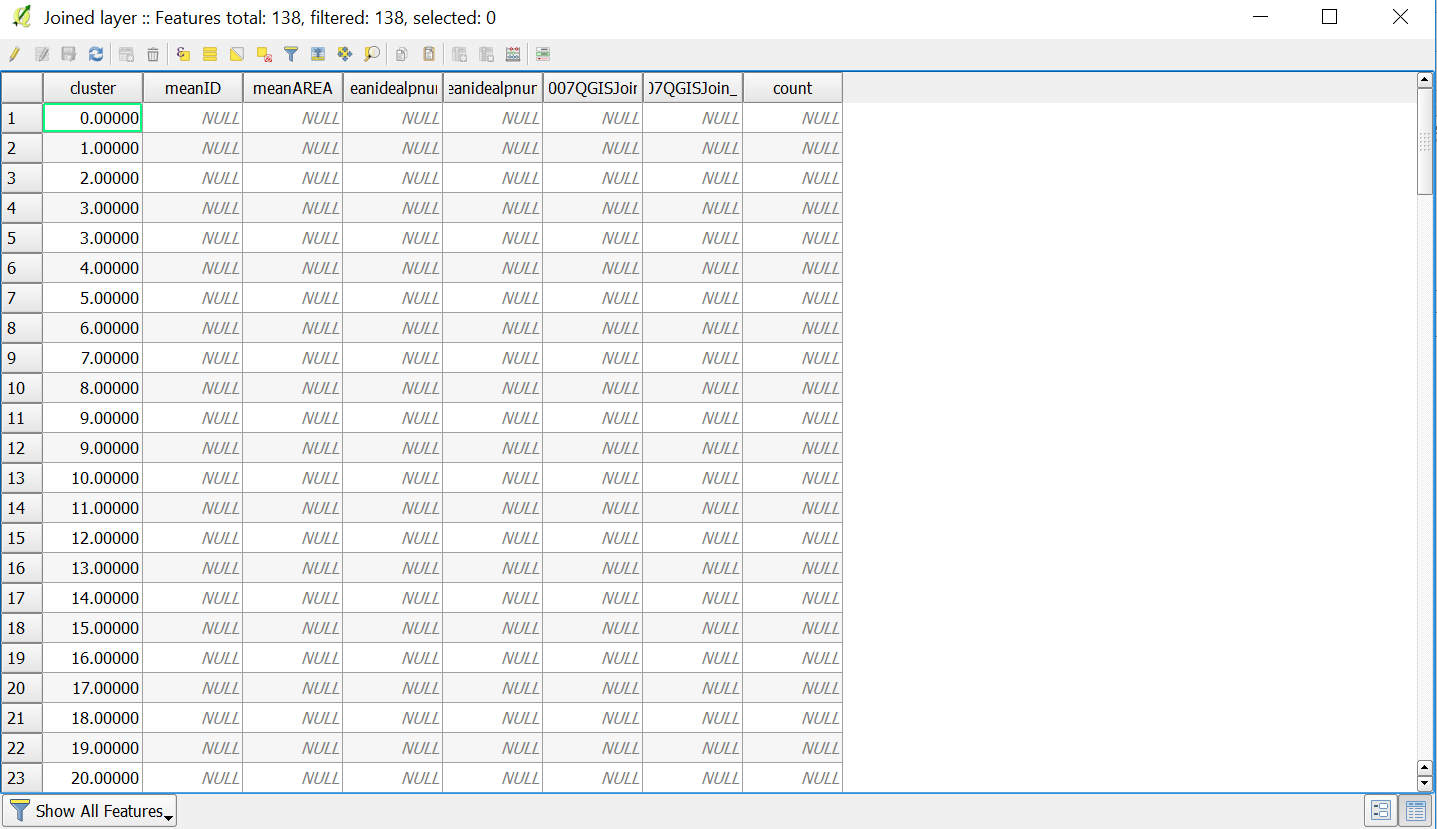 Joined layer :: Features total: 138, filtered: 138, selected: 0
cluster meanID meanAREA eanidealpnur eanidealpnur 007QGISJoir 07QGISJoin_ count
1 0.00000 NULL NULL NULL NULL NULL NULL NULL
2 1.00000 NULL NULL NULL NULL NULL NULL NULL
3 2.00000 NULL NULL NULL NULL NULL NULL NULL
4 3.00000 NULL NULL NULL NULL NULL NULL NULL
5 3.00000 NULL NULL NULL NULL NULL NULL NULL
6 4.00000 NULL NULL NULL NULL NULL NULL NULL
7 5.00000 NULL NULL NULL NULL NULL NULL NULL
8 6.00000 NULL NULL NULL NULL NULL NULL NULL
9 7.00000 NULL NULL NULL NULL NULL NULL NULL
10 8.00000 NULL NULL NULL NULL NULL NULL NULL
11 9.00000 NULL NULL NULL NULL NULL NULL NULL
12 9.00000 NULL NULL NULL NULL NULL NULL NULL
13 10.00000 NULL NULL NULL NULL NULL NULL NULL
14 11.00000 NULL NULL NULL NULL NULL NULL NULL
15 12.00000 NULL NULL NULL NULL NULL NULL NULL
16 13.00000 NULL NULL NULL NULL NULL NULL NULL
17 14.00000 NULL NULL NULL NULL NULL NULL NULL
18 15.00000 NULL NULL NULL NULL NULL NULL NULL
19 16.00000 NULL NULL NULL NULL NULL NULL NULL
20 17.00000 NULL NULL NULL NULL NULL NULL NULL
21 18.00000 NULL NULL NULL NULL NULL NULL NULL
22 19.00000 NULL NULL NULL NULL NULL NULL NULL
23 20.00000 NULL NULL NULL NULL NULL NULL NULL
Show All Features